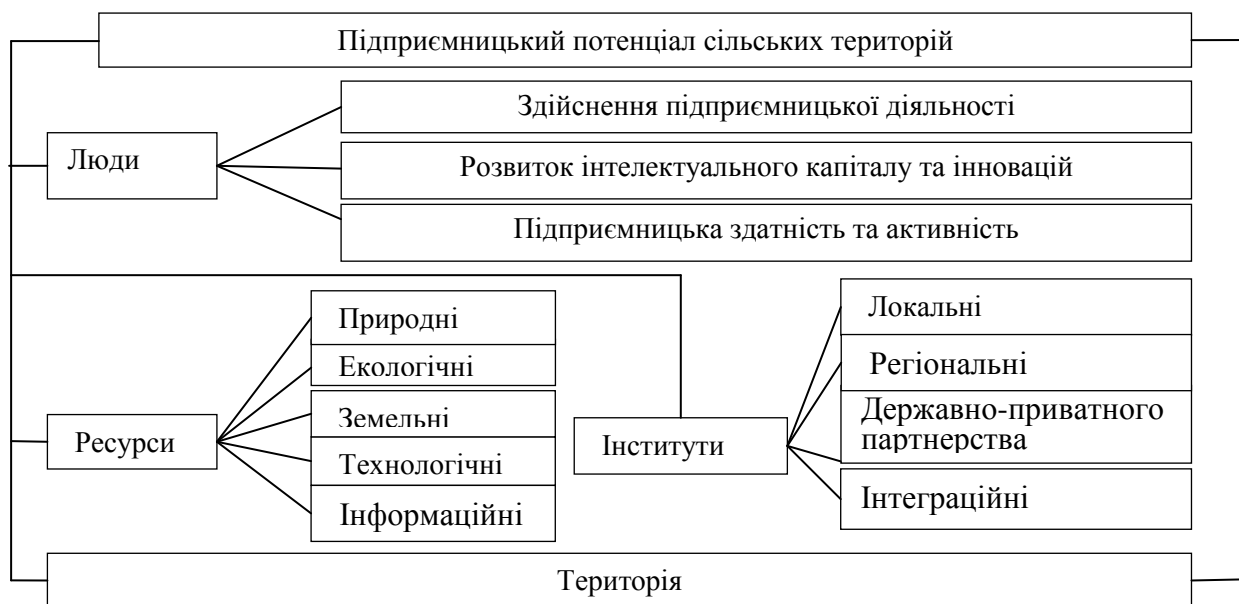 Підприємницький потенціал сільських територій
Здійснення підприємницької діяльності
Люди
Розвиток інтелектуального капіталу та інновацій
Підприємницька здатність та активність
Природні
Екологічні
Земельні
Технологічні
Інформаційні
Ресурси
Інститути
Локальні
Регіональні
Державно-приватного
партнерства
Інтеграційні
Територія